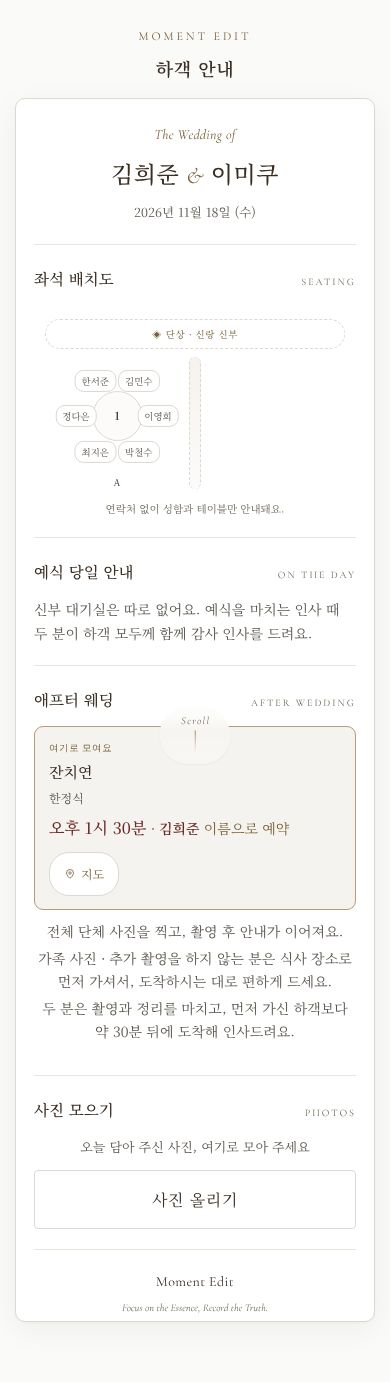 MOMENT EDIT
하객 안내
The Wedding of
김희준 & 이미쿠
2026년 11월 18일 (수)
좌석 배치도
SEATING
◈ 단상 · 신랑 신부
한서준
김민수
정다은
1
이영희
최지은
박철수
A
연락처 없이 성함과 테이블만 안내돼요.
예식 당일 안내
ON THE DAY
신부 대기실은 따로 없어요. 예식을 마치는 인사 때
두 분이 하객 모두께 함께 감사 인사를 드려요.
애프터 웨딩
AFTER WEDDING
Scroll
여기로 모여요
잔치연
한정식
오후 1시 30분 · 김희준 이름으로 예약
지도
전체 단체 사진을 찍고, 촬영 후 안내가 이어져요.
가족 사진 · 추가 촬영을 하지 않는 분은 식사 장소로
먼저 가셔서, 도착하시는 대로 편하게 드세요.
두 분은 촬영과 정리를 마치고, 먼저 가신 하객보다
약 30분 뒤에 도착해 인사드려요.
사진 모으기
PHOTOS
오늘 담아 주신 사진, 여기로 모아 주세요
사진 올리기
Moment Edit
Focus on the Essence, Record the Truth.